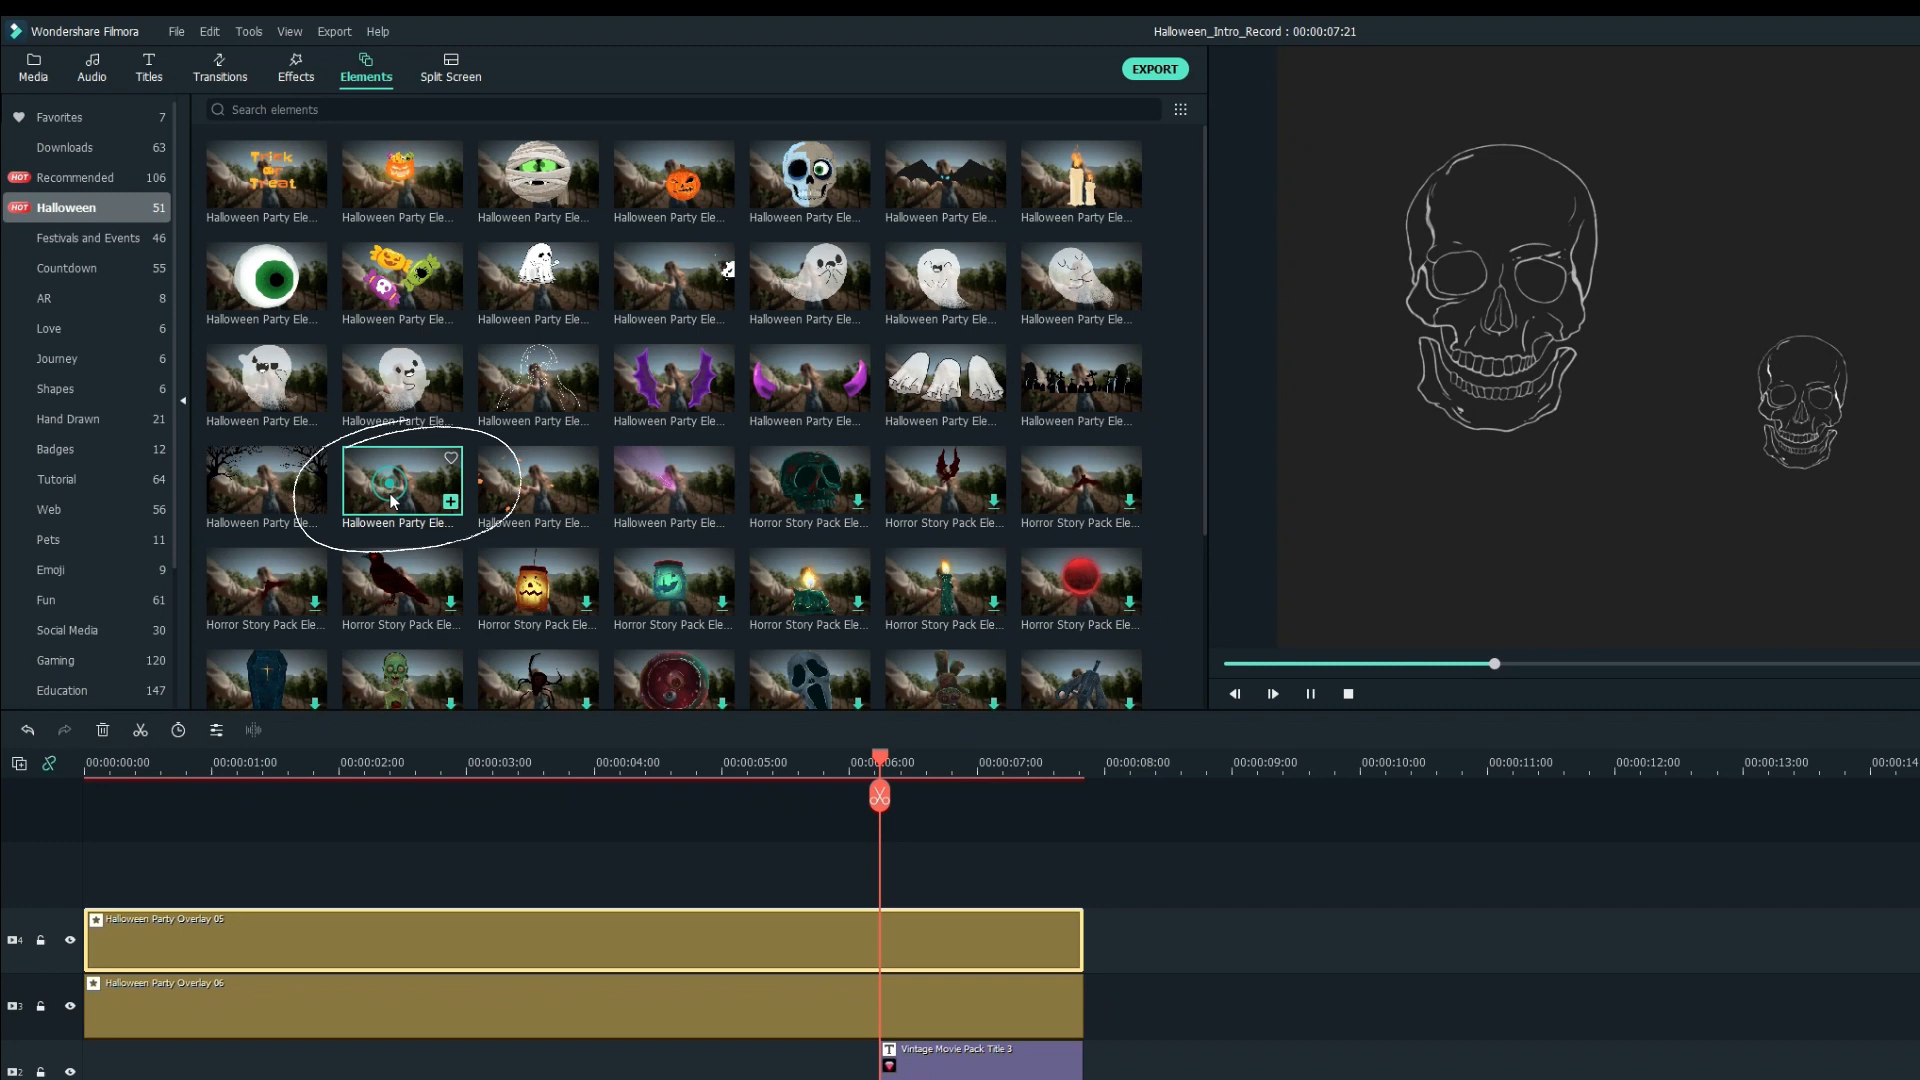 Wondershare Filmora File Edit Tools View Export Help Halloween_Intro_Record : 00:00:07:21
Media Audio Titles Transitions Effects Elements Split Screen EXPORT
Search elements
Favorites 7
Downloads 63
HOT Recommended 106
HOT Halloween 51
Festivals and Events 46
Countdown 55
AR 8
Love 6
Journey 6
Shapes 6
Hand Drawn 21
Badges 12
Tutorial 64
Web 56
Pets 11
Emoji 9
Fun 61
Social Media 30
Gaming 120
Education 147
Trick
or
Treat
Halloween Party Ele... Halloween Party Ele... Halloween Party Ele... Halloween Party Ele... Halloween Party Ele... Halloween Party Ele... Halloween Party Ele...
Halloween Party Ele... Halloween Party Ele... Halloween Party Ele... Halloween Party Ele... Halloween Party Ele... Halloween Party Ele... Halloween Party Ele...
Halloween Party Ele... Halloween Party Ele... Halloween Party Ele... Halloween Party Ele... Halloween Party Ele... Halloween Party Ele... Halloween Party Ele...
Halloween Party Ele... Halloween Party Ele... Halloween Party Ele... Halloween Party Ele... Horror Story Pack Ele... Horror Story Pack Ele... Horror Story Pack Ele...
Horror Story Pack Ele... Horror Story Pack Ele... Horror Story Pack Ele... Horror Story Pack Ele... Horror Story Pack Ele... Horror Story Pack Ele... Horror Story Pack Ele...
00:00:00:00 00:00:01:00 00:00:02:00 00:00:03:00 00:00:04:00 00:00:05:00 00:00:06:00 00:00:07:00 00:00:08:00 00:00:09:00 00:00:10:00 00:00:11:00 00:00:12:00 00:00:13:00 00:00:14
Halloween Party Overlay 05
4
Halloween Party Overlay 06
3
T Vintage Movie Pack Title 3
2